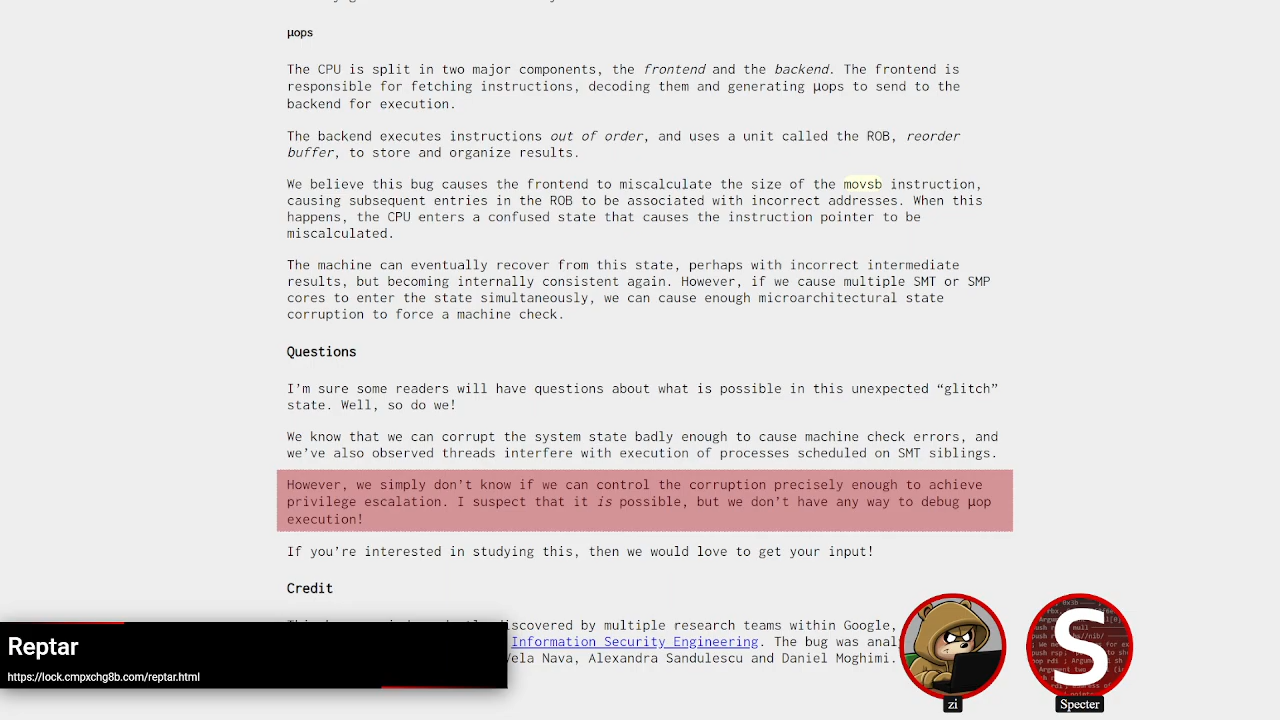 µops
The CPU is split in two major components, the frontend and the backend. The frontend is
responsible for fetching instructions, decoding them and generating µops to send to the
backend for execution.
The backend executes instructions out of order, and uses a unit called the ROB, reorder
buffer, to store and organize results.
We believe this bug causes the frontend to miscalculate the size of the movsb instruction,
causing subsequent entries in the ROB to be associated with incorrect addresses. When this
happens, the CPU enters a confused state that causes the instruction pointer to be
miscalculated.
The machine can eventually recover from this state, perhaps with incorrect intermediate
results, but becoming internally consistent again. However, if we cause multiple SMT or SMP
cores to enter the state simultaneously, we can cause enough microarchitectural state
corruption to force a machine check.
Questions
I’m sure some readers will have questions about what is possible in this unexpected “glitch”
state. Well, so do we!
We know that we can corrupt the system state badly enough to cause machine check errors, and
we’ve also observed threads interfere with execution of processes scheduled on SMT siblings.
However, we simply don’t know if we can control the corruption precisely enough to achieve
privilege escalation. I suspect that it is possible, but we don’t have any way to debug µop
execution!
If you’re interested in studying this, then we would love to get your input!
Credit
discovered by multiple research teams within Google,
Information Security Engineering. The bug was anal
ela Nava, Alexandra Sandulescu and Daniel Moghimi.
Reptar
https://lock.cmpxchg8b.com/reptar.html
S
zi
Specter